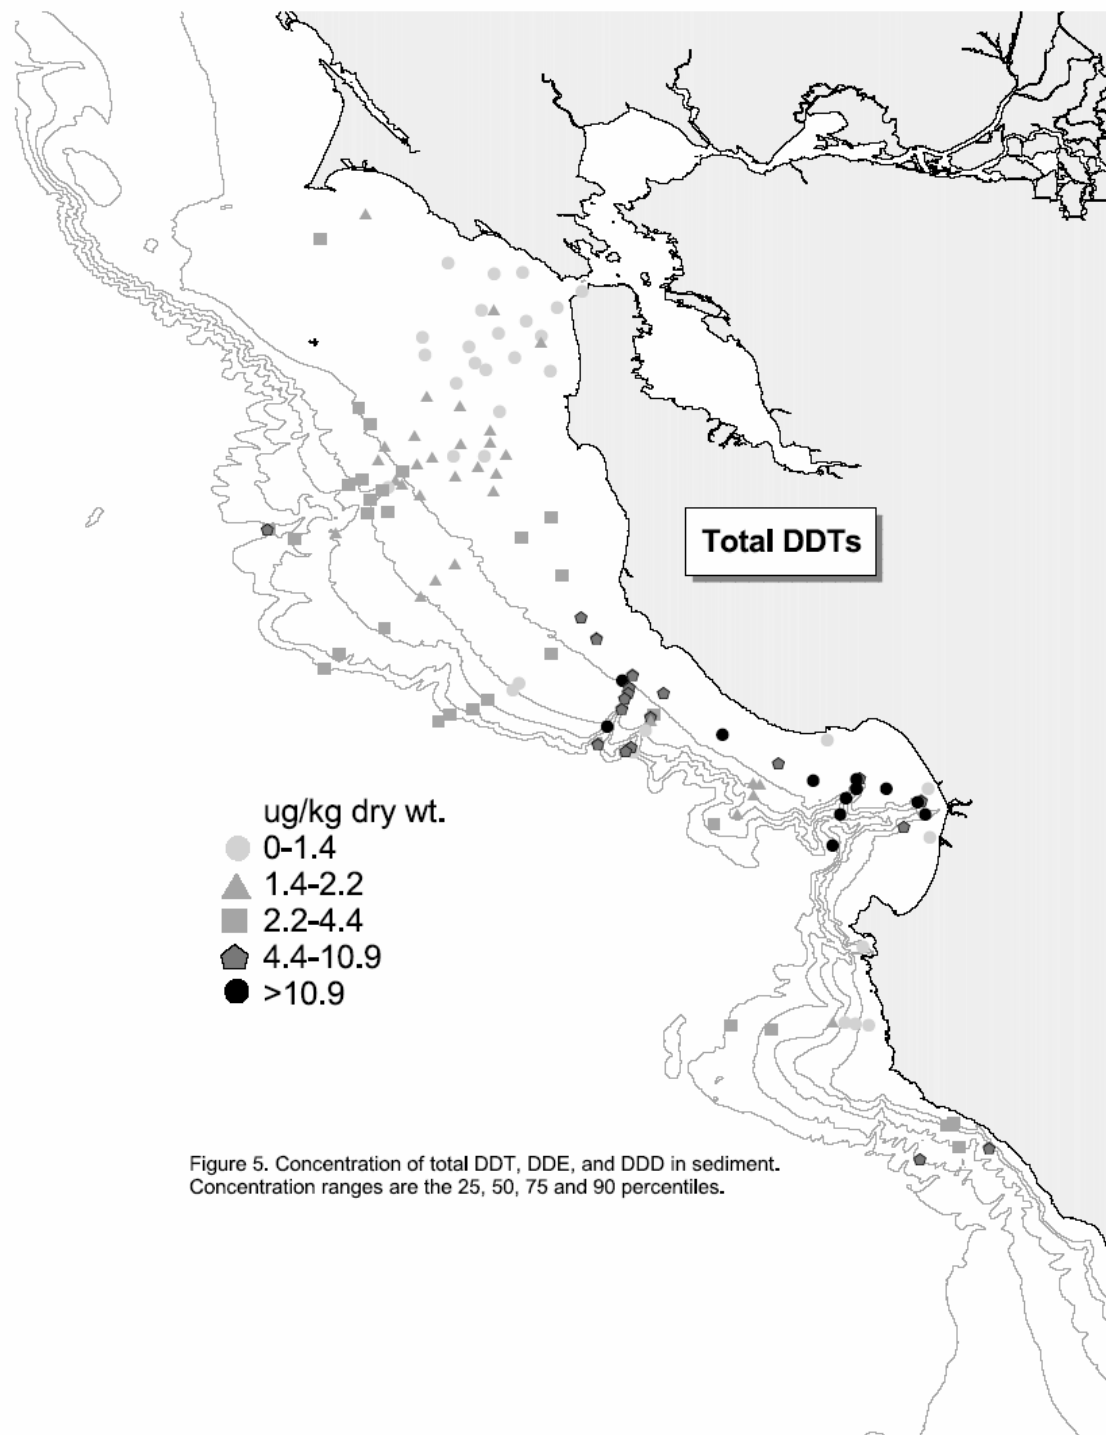 Total DDTs
ug/kg dry wt.
0-1.4
1.4-2.2
2.2-4.4
4.4-10.9
>10.9
Figure 5. Concentration of total DDT, DDE, and DDD in sediment.
Concentration ranges are the 25, 50, 75 and 90 percentiles.